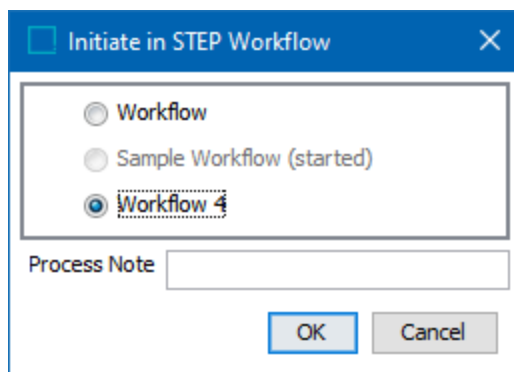 Initiate in STEP Workflow
Workflow
Sample Workflow (started)
Workflow 4
Process Note
OK Cancel